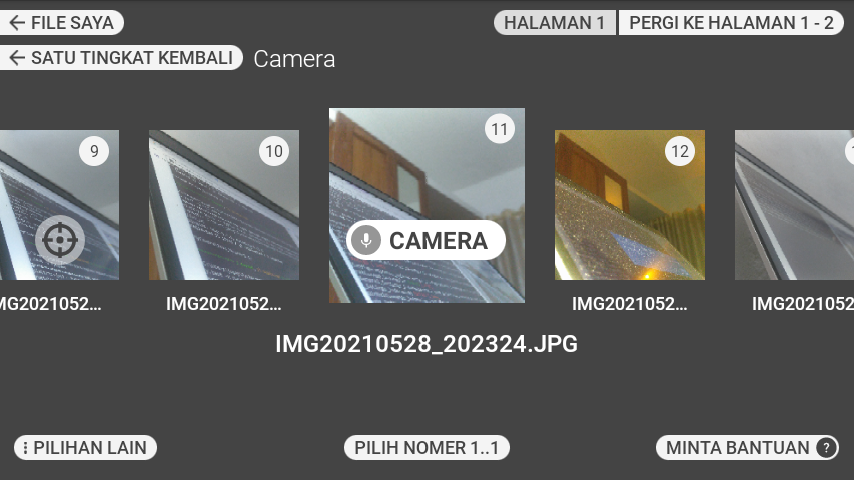 FILE SAYA
HALAMAN 1
PERGI KE HALAMAN 1 - 2
SATU TINGKAT KEMBALI
Camera
9
10
11
12
CAMERA
MG2021052...
IMG2021052...
IMG2021052...
IMG2021052
IMG20210528_202324.JPG
PILIHAN LAIN
PILIH NOMER 1..1
MINTA BANTUAN ?